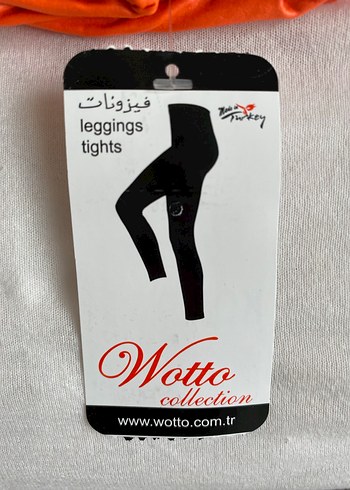 فيزونات
leggings
tights
Made in
Turkey
Wotto
collection
www.wotto.com.tr